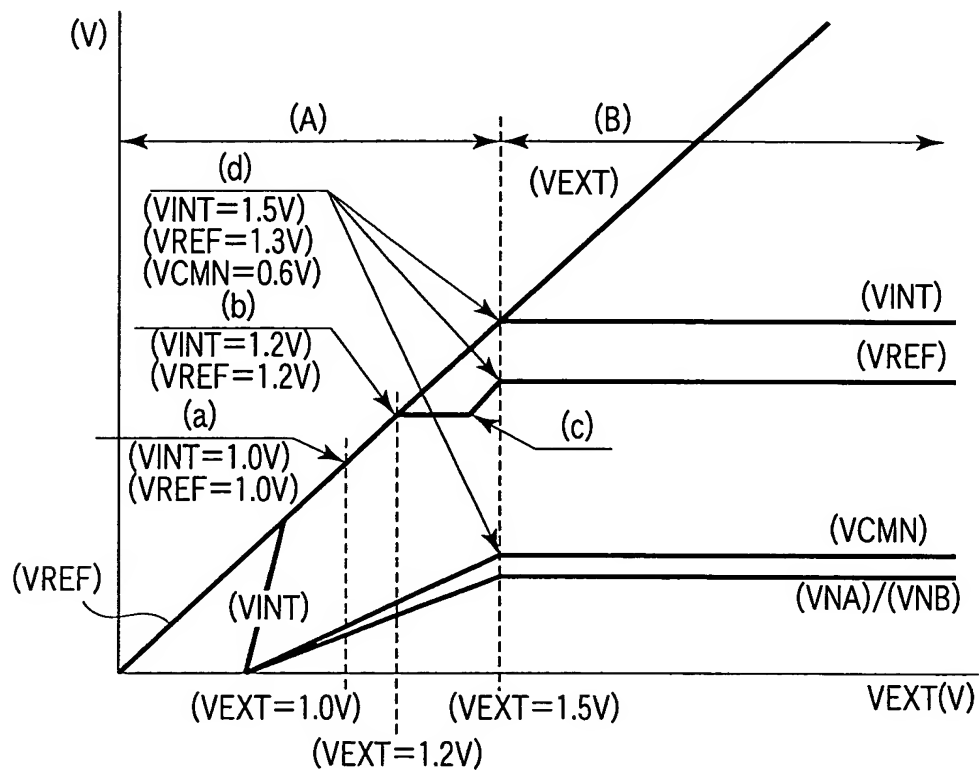 (V)
(A)
(B)
(d)
(VINT=1.5V)
(VREF=1.3V)
(VCMN=0.6V)
(VEXT)
(b)
(VINT=1.2V)
(VREF=1.2V)
(VINT)
(VREF)
(a)
(VINT=1.0V)
(VREF=1.0V)
(c)
(VCMN)
(VREF)
(VINT)
(VNA)/(VNB)
(VEXT=1.0V)
(VEXT=1.5V)
VEXT(V)
(VEXT=1.2V)